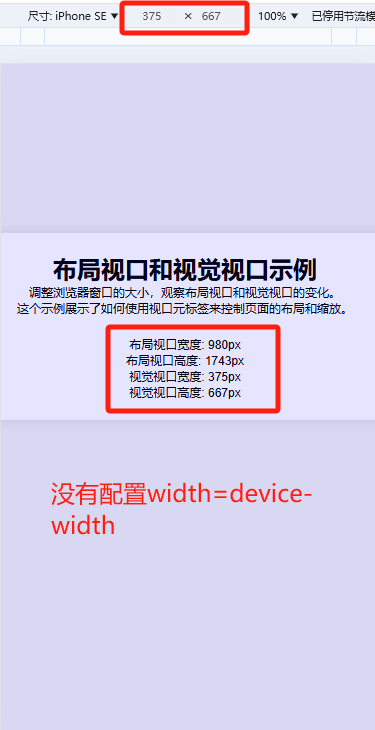 尺寸: iPhone SE ▼ 375 × 667 100% ▼ 已停用节流模
布局视口和视觉视口示例
调整浏览器窗口的大小，观察布局视口和视觉视口的变化。
这个示例展示了如何使用视口元标签来控制页面的布局和缩放。
布局视口宽度: 980px
布局视口高度: 1743px
视觉视口宽度: 375px
视觉视口高度: 667px
没有配置width=device-
width